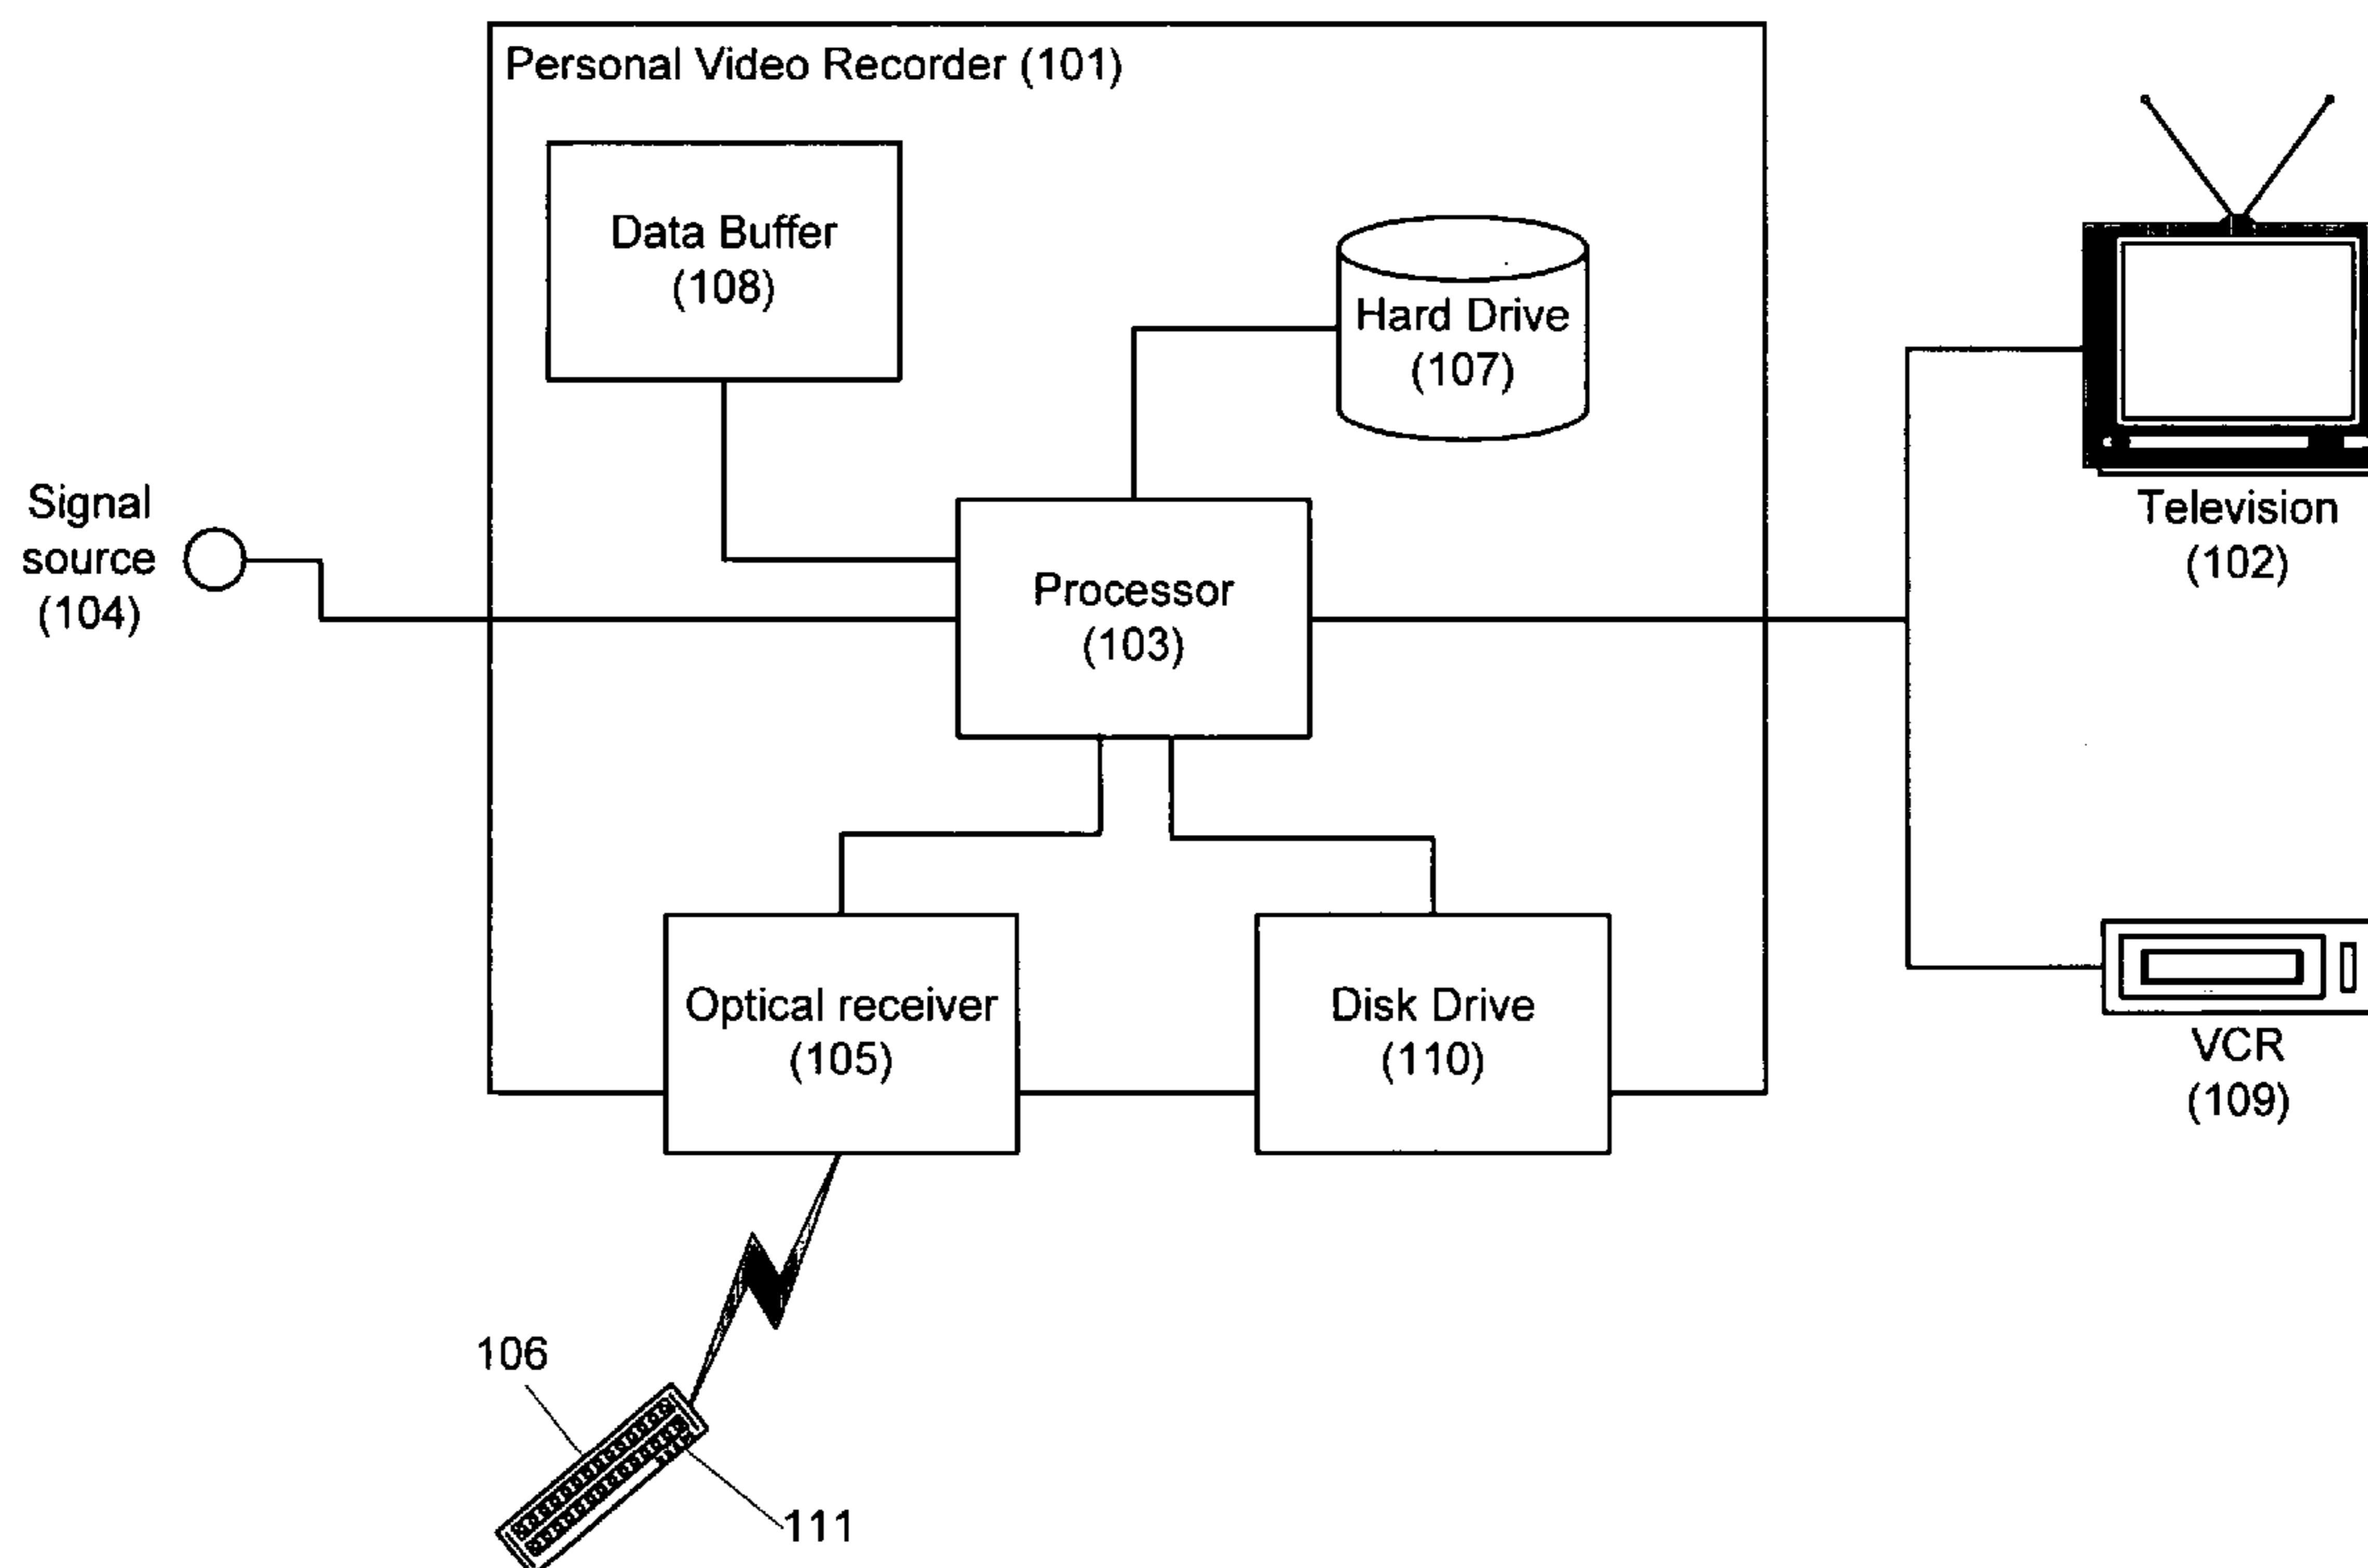 Personal Video Recorder (101)
Data Buffer
(108)
Hard Drive
(107)
Signal
source
(104)
Processor
(103)
Television
(102)
Optical receiver
(105)
Disk Drive
(110)
VCR
(109)
106
111